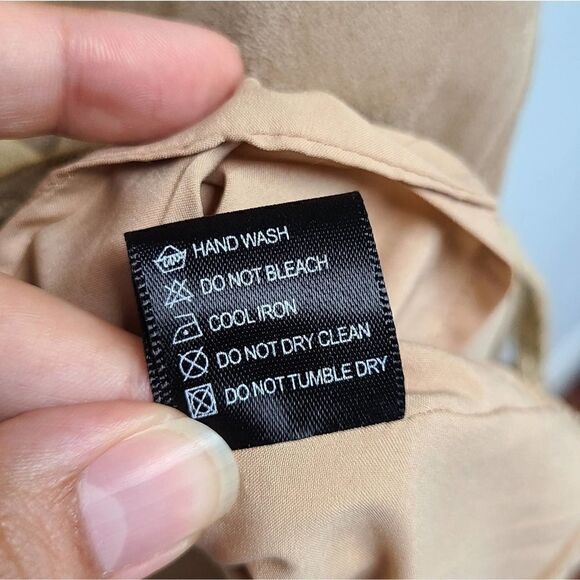 HAND WASH
DO NOT BLEACH
COOL IRON
DO NOT DRY CLEAN
DO NOT TUMBLE DRY